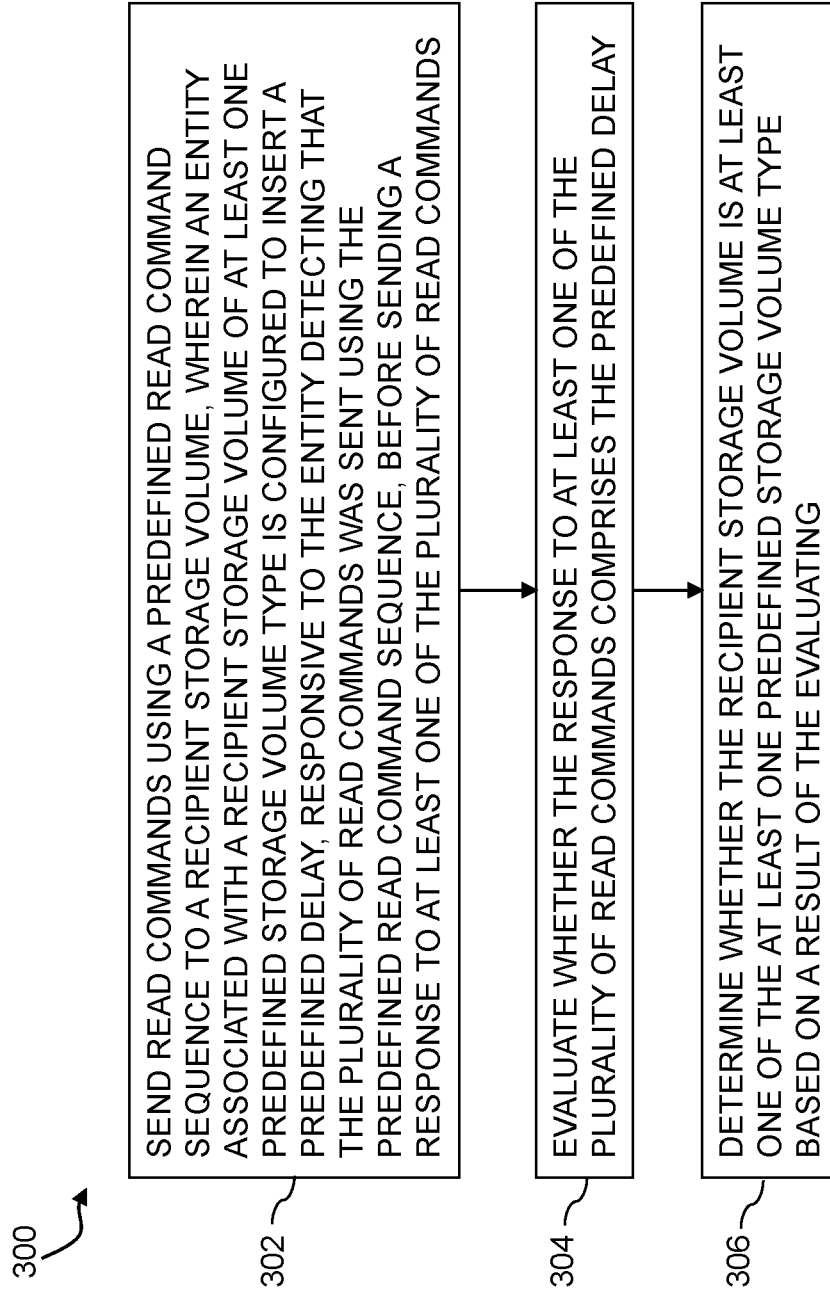 300
302
SEND READ COMMANDS USING A PREDEFINED READ COMMAND
SEQUENCE TO A RECIPIENT STORAGE VOLUME, WHEREIN AN ENTITY
ASSOCIATED WITH A RECIPIENT STORAGE VOLUME OF AT LEAST ONE
PREDEFINED STORAGE VOLUME TYPE IS CONFIGURED TO INSERT A
PREDEFINED DELAY, RESPONSIVE TO THE ENTITY DETECTING THAT
THE PLURALITY OF READ COMMANDS WAS SENT USING THE
PREDEFINED READ COMMAND SEQUENCE, BEFORE SENDING A
RESPONSE TO AT LEAST ONE OF THE PLURALITY OF READ COMMANDS
304
EVALUATE WHETHER THE RESPONSE TO AT LEAST ONE OF THE
PLURALITY OF READ COMMANDS COMPRISES THE PREDEFINED DELAY
306
DETERMINE WHETHER THE RECIPIENT STORAGE VOLUME IS AT LEAST
ONE OF THE AT LEAST ONE PREDEFINED STORAGE VOLUME TYPE
BASED ON A RESULT OF THE EVALUATING